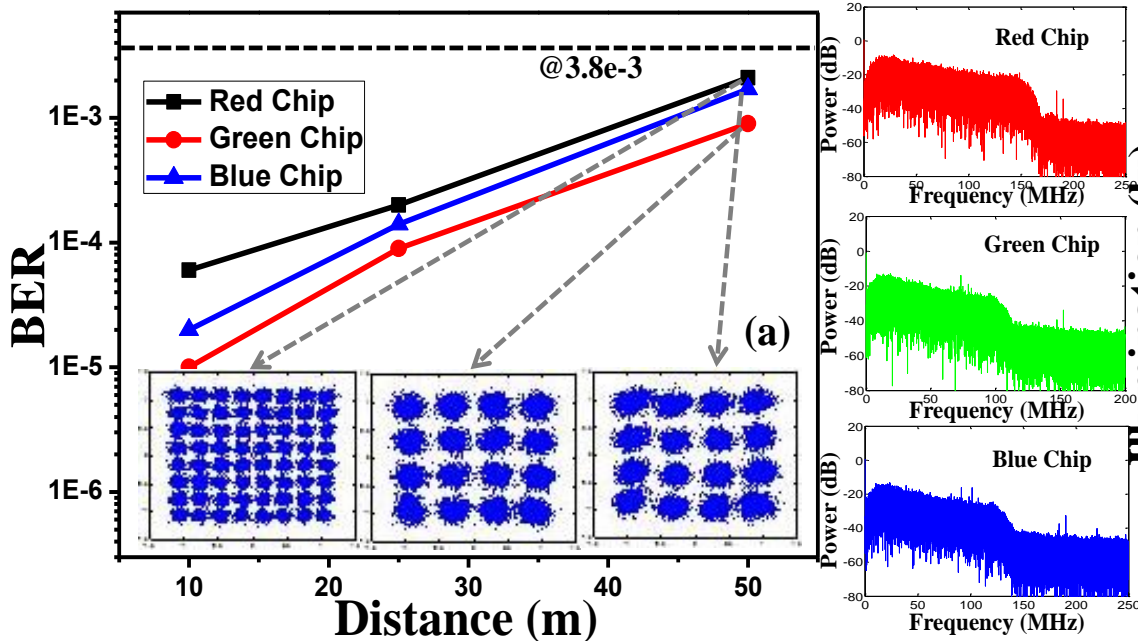 BER
1E-3
1E-4
1E-5
1E-6
@3.8e-3
Red Chip
Green Chip
Blue Chip
(a)
10
20
30
40
50
Distance (m)
Power (dB)
20
0
-20
-40
-60
-80
Red Chip
0
50
100
150
200
250
Frequency (MHz)
Power (dB)
20
0
-20
-40
-60
-80
Green Chip
0
50
100
150
200
Frequency (MHz)
Power (dB)
20
0
-20
-40
-60
-80
Blue Chip
0
50
100
150
200
250
Frequency (MHz)